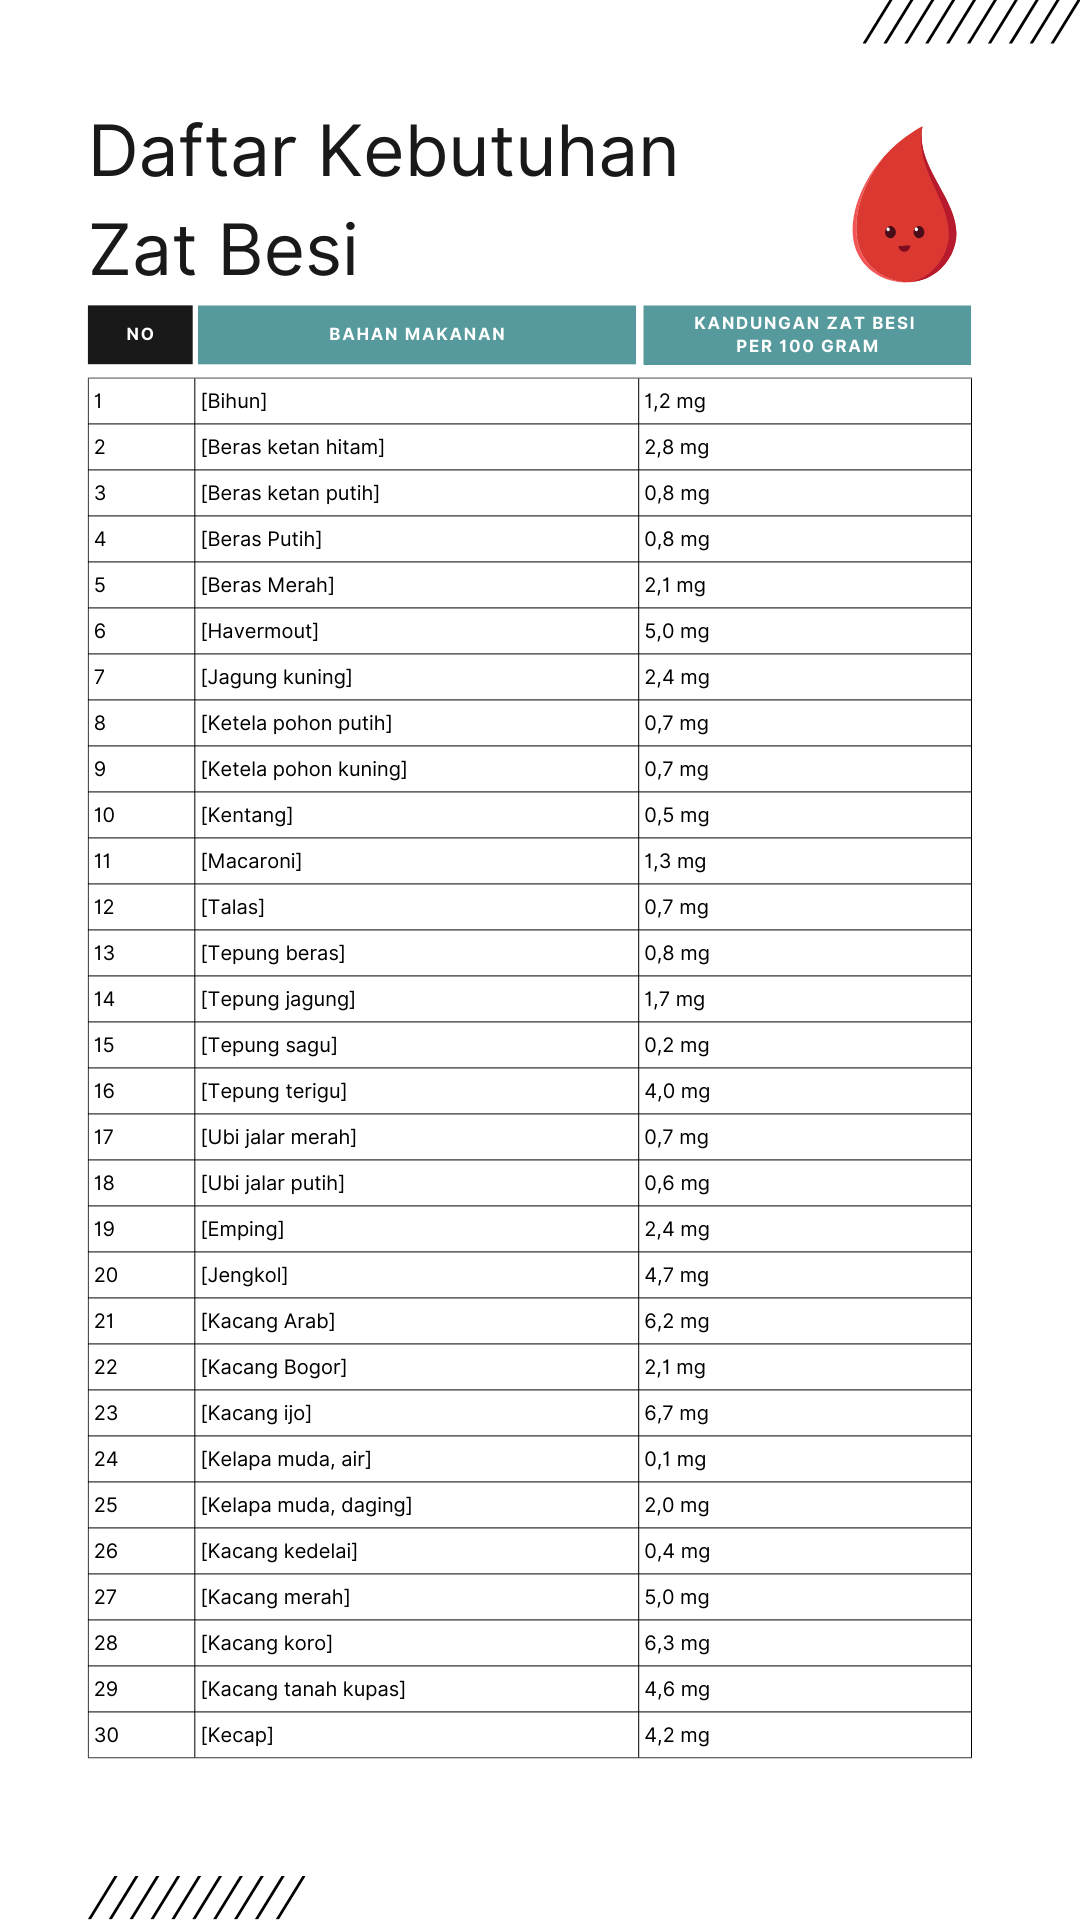 Daftar Kebutuhan
Zat Besi
NO BAHAN MAKANAN KANDUNGAN ZAT BESI
PER 100 GRAM
1 [Bihun] 1,2 mg
2 [Beras ketan hitam] 2,8 mg
3 [Beras ketan putih] 0,8 mg
4 [Beras Putih] 0,8 mg
5 [Beras Merah] 2,1 mg
6 [Havermout] 5,0 mg
7 [Jagung kuning] 2,4 mg
8 [Ketela pohon putih] 0,7 mg
9 [Ketela pohon kuning] 0,7 mg
10 [Kentang] 0,5 mg
11 [Macaroni] 1,3 mg
12 [Talas] 0,7 mg
13 [Tepung beras] 0,8 mg
14 [Tepung jagung] 1,7 mg
15 [Tepung sagu] 0,2 mg
16 [Tepung terigu] 4,0 mg
17 [Ubi jalar merah] 0,7 mg
18 [Ubi jalar putih] 0,6 mg
19 [Emping] 2,4 mg
20 [Jengkol] 4,7 mg
21 [Kacang Arab] 6,2 mg
22 [Kacang Bogor] 2,1 mg
23 [Kacang ijo] 6,7 mg
24 [Kelapa muda, air] 0,1 mg
25 [Kelapa muda, daging] 2,0 mg
26 [Kacang kedelai] 0,4 mg
27 [Kacang merah] 5,0 mg
28 [Kacang koro] 6,3 mg
29 [Kacang tanah kupas] 4,6 mg
30 [Kecap] 4,2 mg